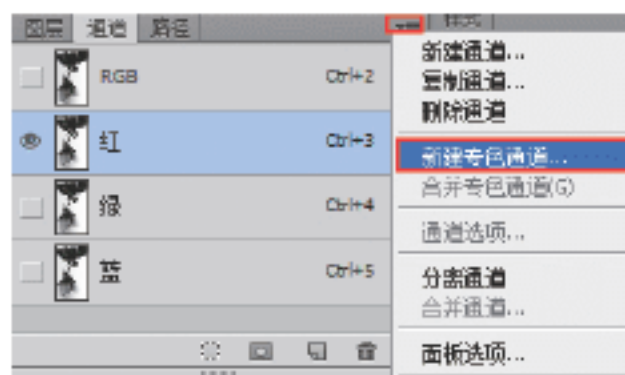 图层 通道 路径
RGB Ctrl+2
红 Ctrl+3
绿 Ctrl+4
蓝 Ctrl+5
样式
新建通道...
复制通道...
删除通道
新建专色通道...
合并专色通道(G)
通道选项...
分离通道
合并通道...
面板选项...